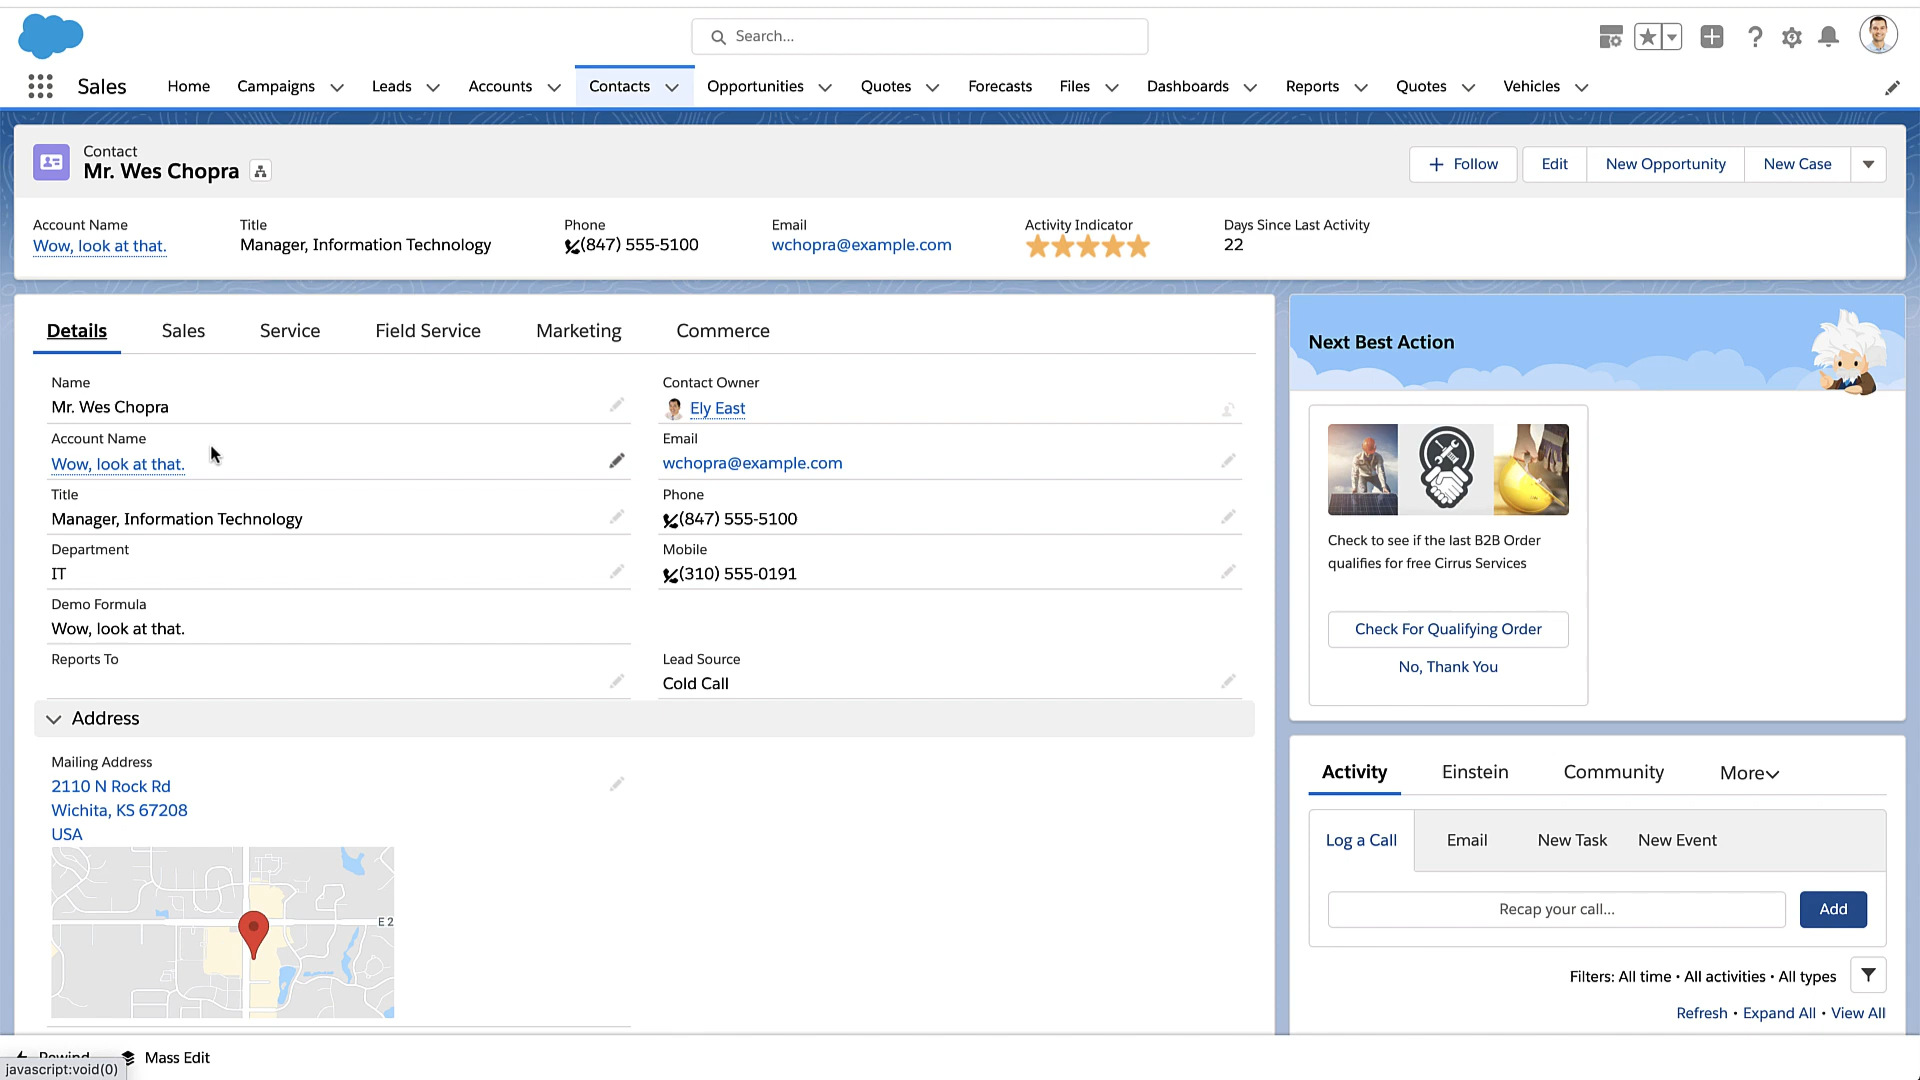 Search...
Sales
Home
Campaigns
Leads
Accounts
Contacts
Opportunities
Quotes
Forecasts
Files
Dashboards
Reports
Quotes
Vehicles
Contact
Mr. Wes Chopra
Follow
Edit
New Opportunity
New Case
Account Name
Wow, look at that.
Title
Manager, Information Technology
Phone
(847) 555-5100
Email
wchopra@example.com
Activity Indicator
Days Since Last Activity
22
Details
Sales
Service
Field Service
Marketing
Commerce
Name
Mr. Wes Chopra
Contact Owner
Ely East
Account Name
Wow, look at that.
Email
wchopra@example.com
Title
Manager, Information Technology
Phone
(847) 555-5100
Department
IT
Mobile
(310) 555-0191
Demo Formula
Wow, look at that.
Reports To
Lead Source
Cold Call
Address
Mailing Address
2110 N Rock Rd
Wichita, KS 67208
USA
E 2
Next Best Action
Check to see if the last B2B Order
qualifies for free Cirrus Services
Check For Qualifying Order
No, Thank You
Activity
Einstein
Community
More
Log a Call
Email
New Task
New Event
Recap your call...
Add
Filters: All time • All activities • All types
Refresh • Expand All • View All
Rewind
Mass Edit
javascript:void(0)